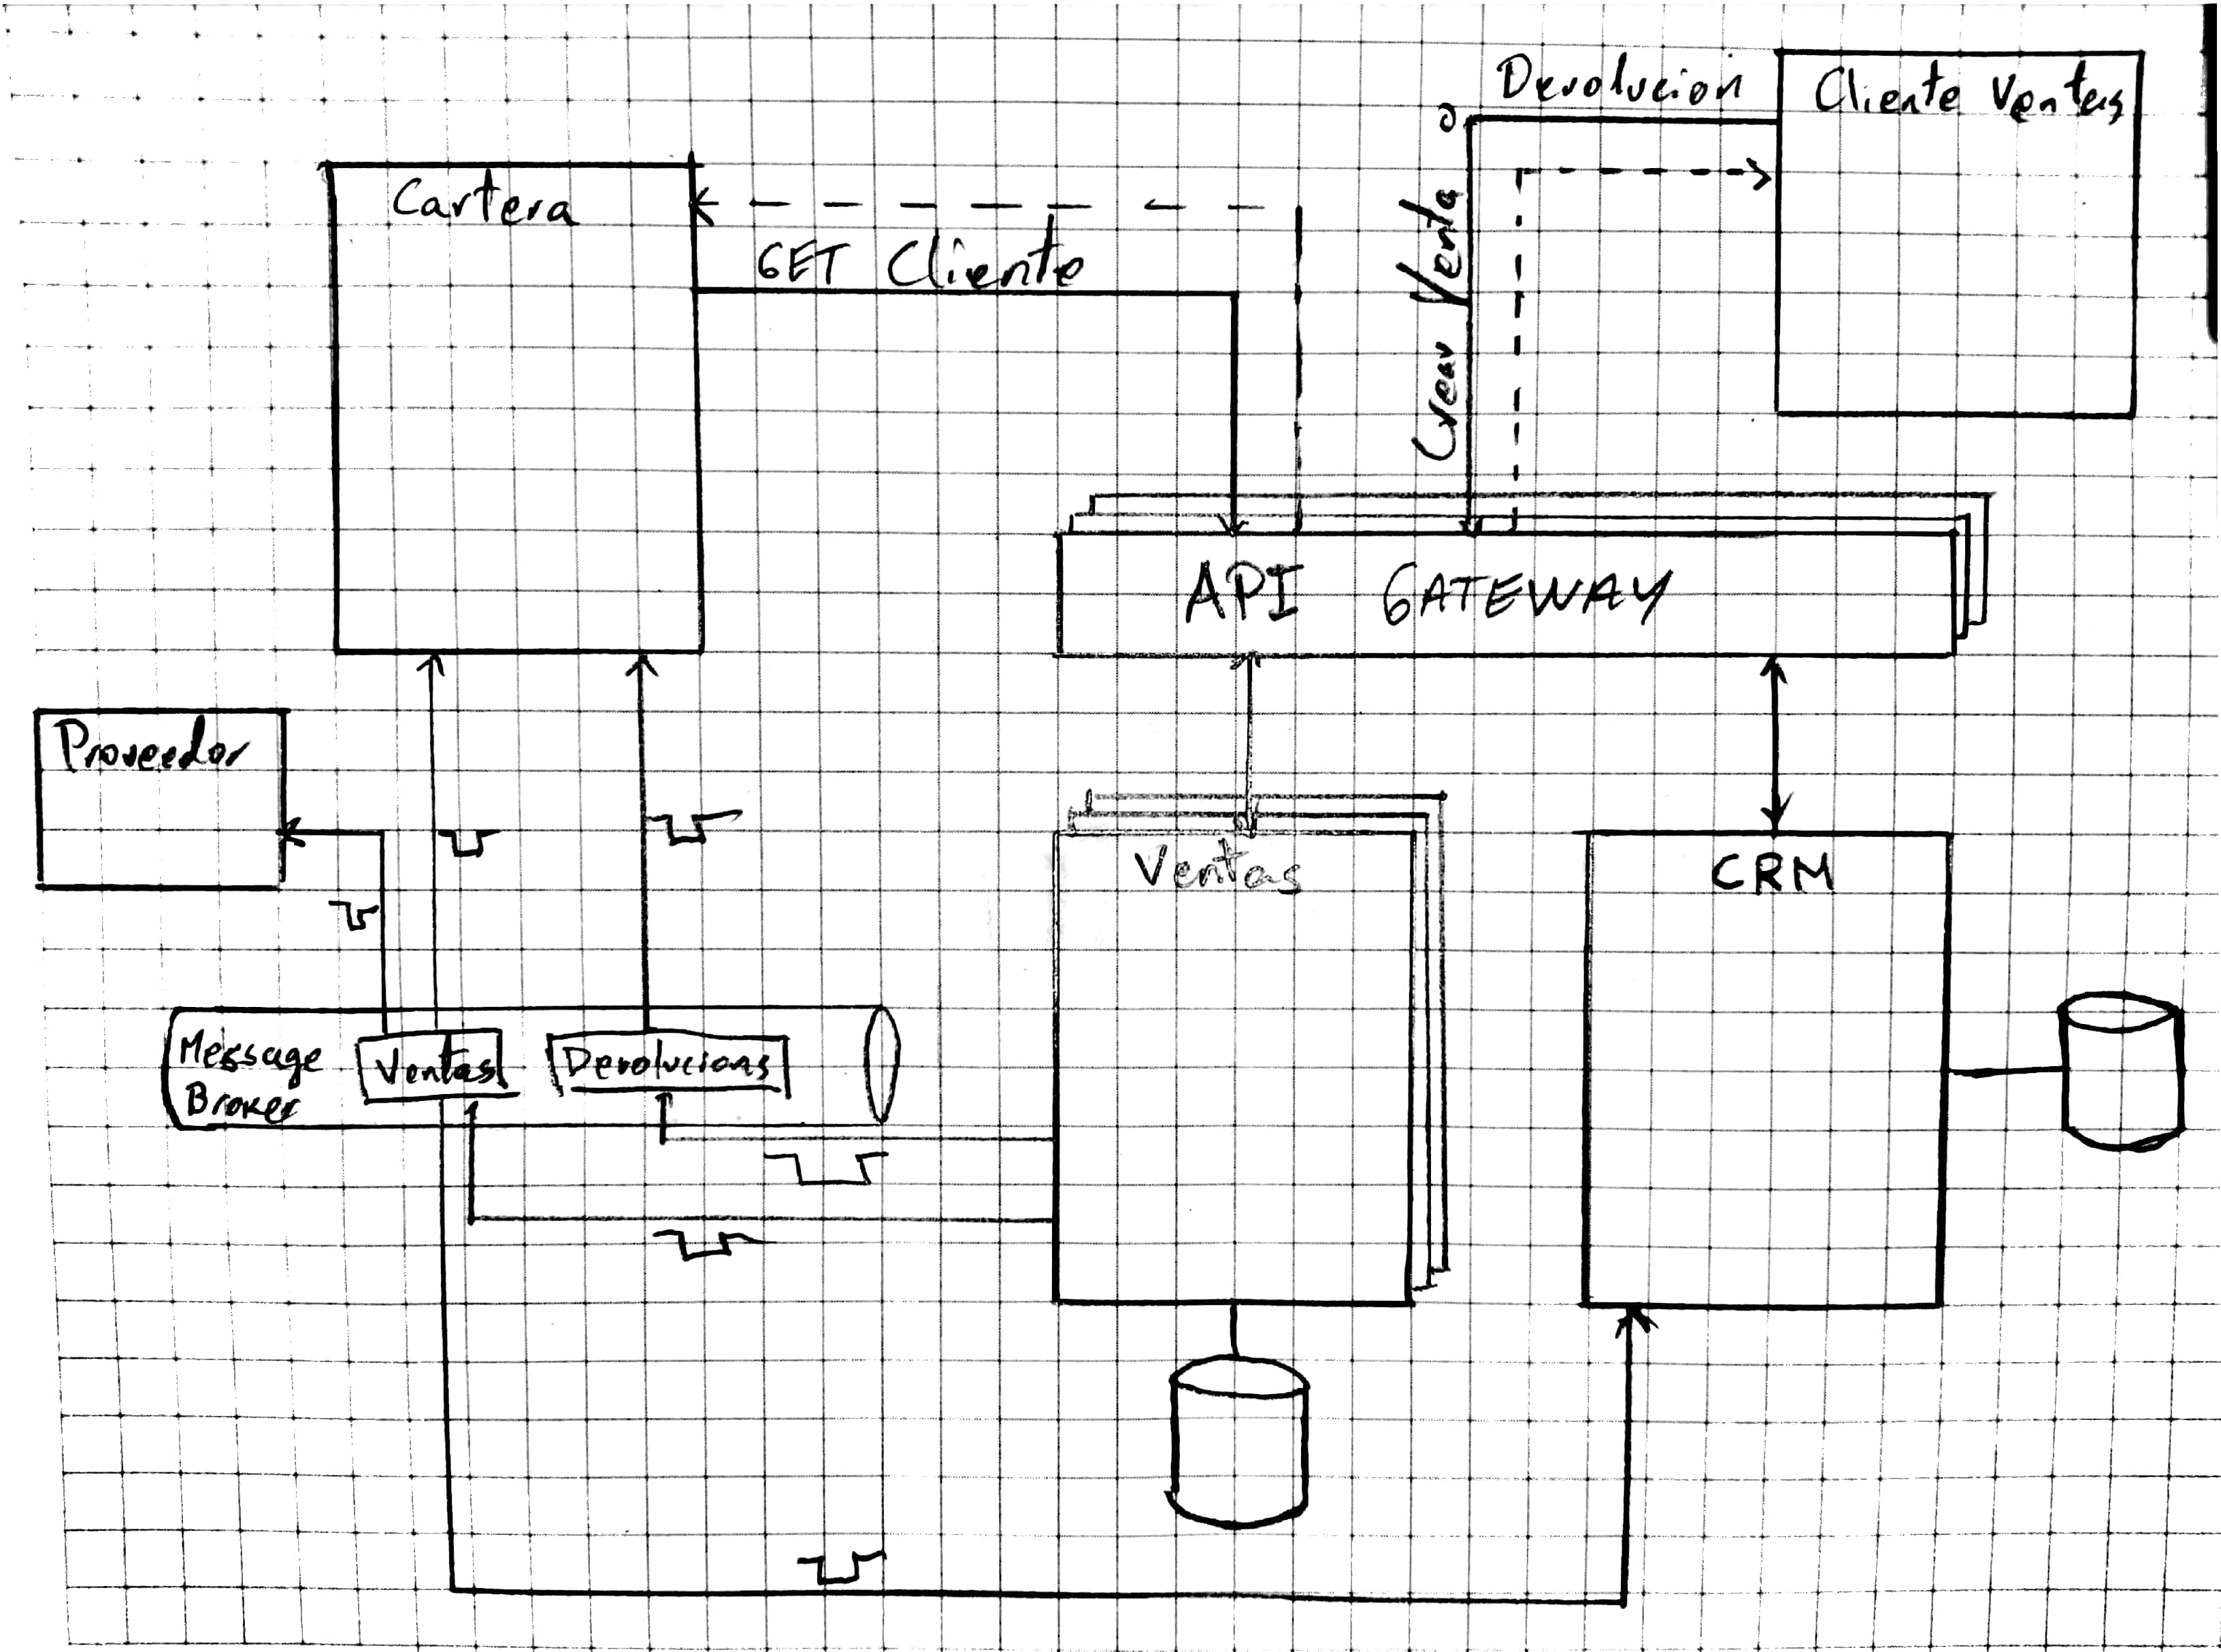 Devolucion
Cliente Ventas
o
Crear Venta
Cartera
GET Cliente
API GATEWAY
Proveedor
Ventas
CRM
Message
Broker
Ventas
Devolucions